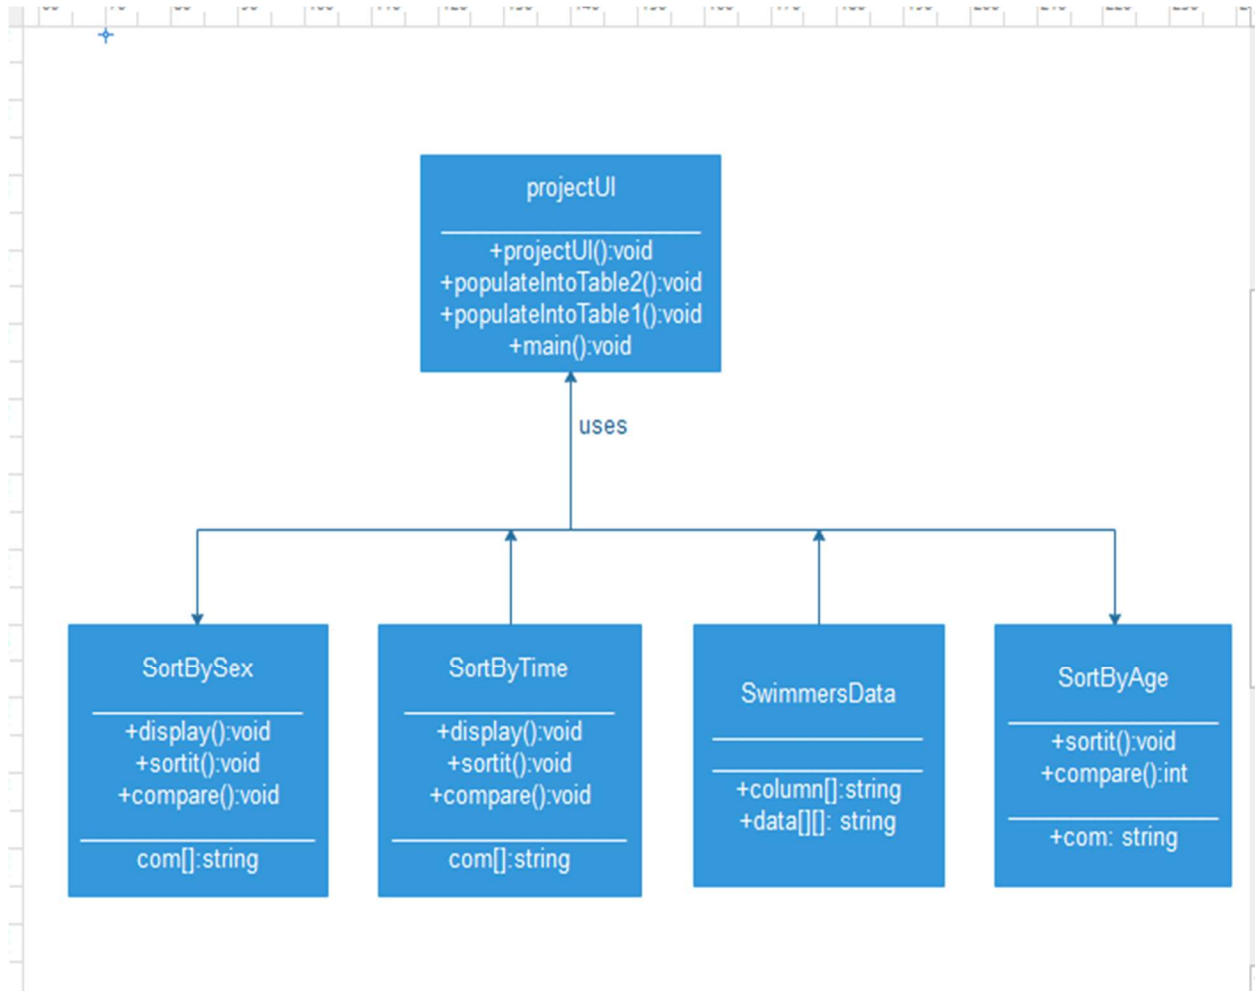 projectUI
+projectUI():void
+populateIntoTable2():void
+populateIntoTable1():void
+main():void
uses
SortBySex
+display():void
+sortit():void
+compare():void
com[]:string
SortByTime
+display():void
+sortit():void
+compare():void
com[]:string
SwimmersData
+column[]:string
+data[][]: string
SortByAge
+sortit():void
+compare():int
+com: string